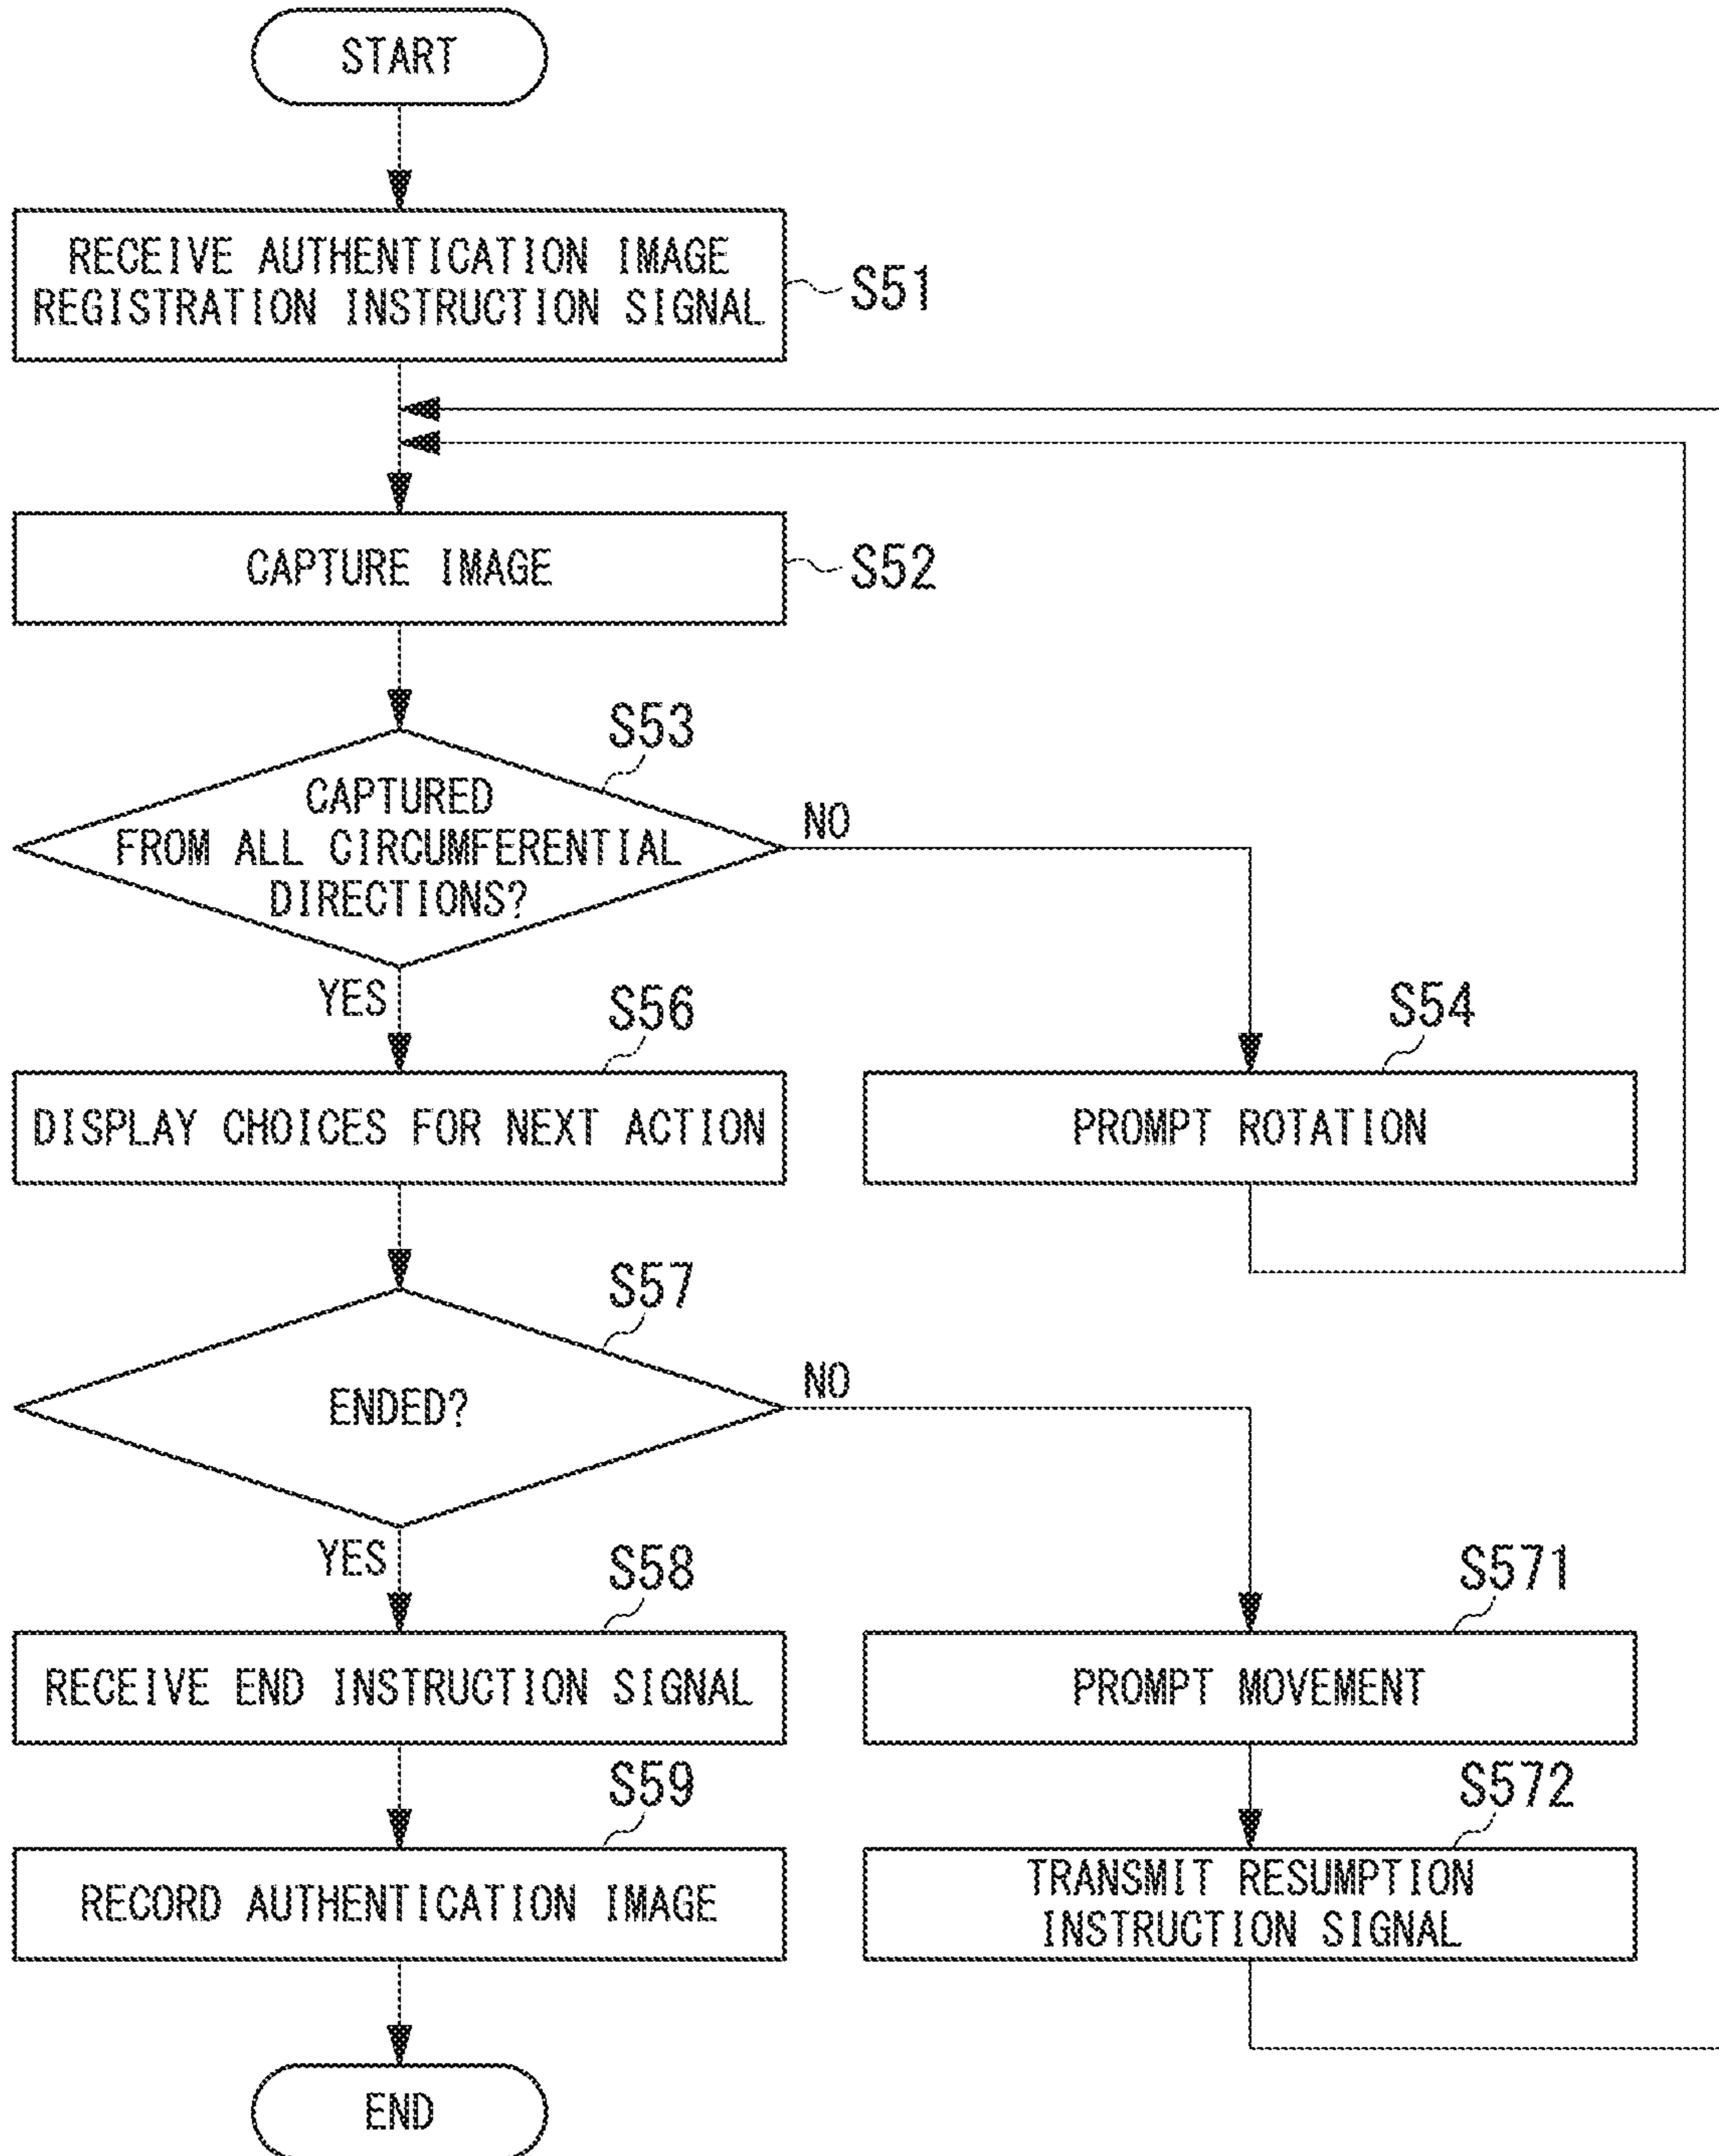 START
RECEIVE AUTHENTICATION IMAGE
REGISTRATION INSTRUCTION SIGNAL
S51
CAPTURE IMAGE
S52
S53
CAPTURED
FROM ALL CIRCUMFERENTIAL
DIRECTIONS?
NO
YES
S56
S54
DISPLAY CHOICES FOR NEXT ACTION
PROMPT ROTATION
S57
ENDED?
NO
YES
S58
S571
RECEIVE END INSTRUCTION SIGNAL
PROMPT MOVEMENT
S59
S572
RECORD AUTHENTICATION IMAGE
TRANSMIT RESUMPTION
INSTRUCTION SIGNAL
END